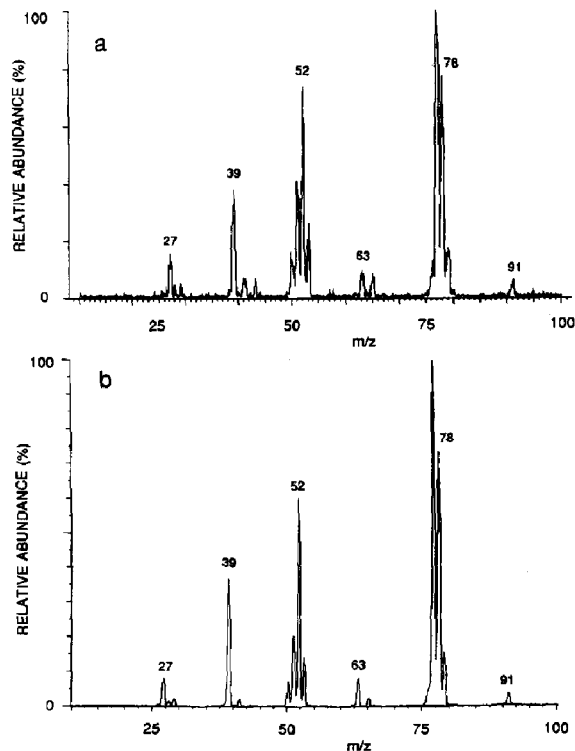 a
100
RELATIVE ABUNDANCE (%)
0
27
39
52
63
78
91
25 50 75 100
m/z
b
100
RELATIVE ABUNDANCE (%)
0
27
39
52
63
78
91
25 50 75 100
m/z